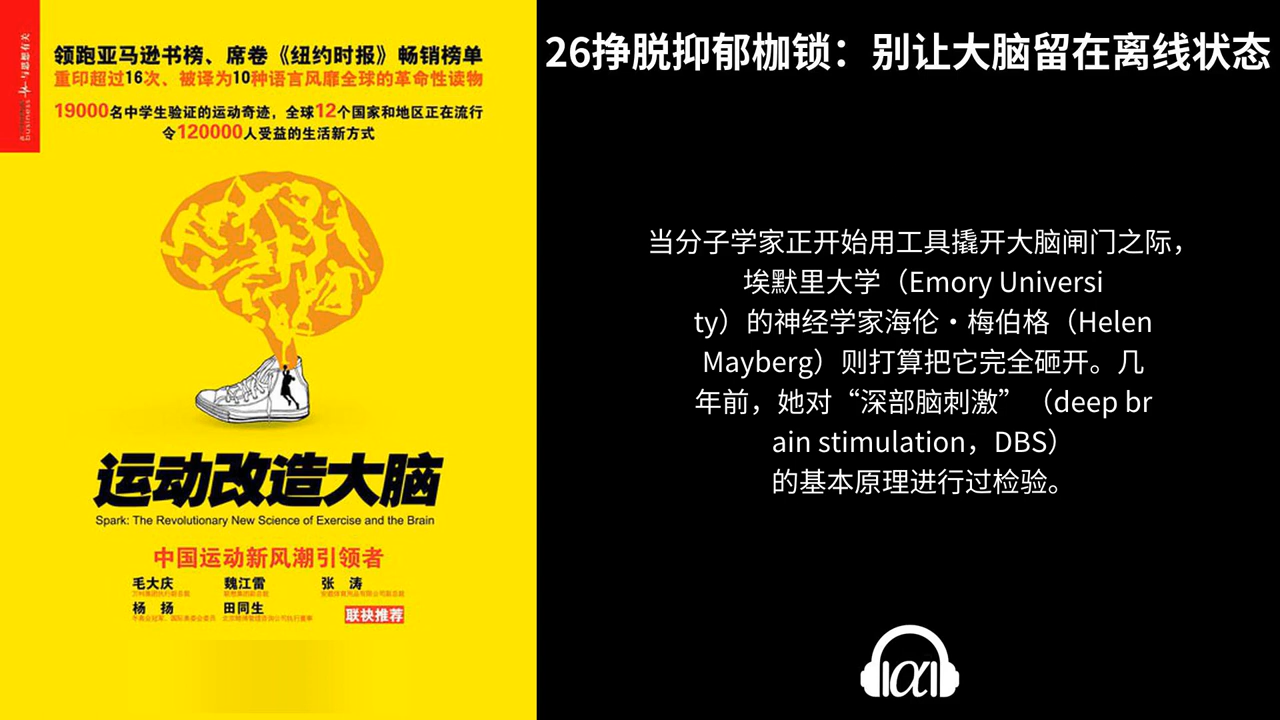 领跑亚马逊书榜、席卷《纽约时报》畅销榜单
重印超过16次、被译为10种语言风靡全球的革命性读物
19000名中学生验证的运动奇迹，全球12个国家和地区正在流行
令120000人受益的生活新方式
与思想有关
business
运动改造大脑
Spark: The Revolutionary New Science of Exercise and the Brain
中国运动新风潮引领者
毛大庆 魏江雷 张 涛
杨 扬 田同生
联袂推荐
26挣脱抑郁枷锁：别让大脑留在离线状态
当分子学家正开始用工具撬开大脑闸门之际，
埃默里大学（Emory Universi
ty）的神经学家海伦·梅伯格（Helen
Mayberg）则打算把它完全砸开。几
年前，她对“深部脑刺激”（deep br
ain stimulation，DBS）
的基本原理进行过检验。